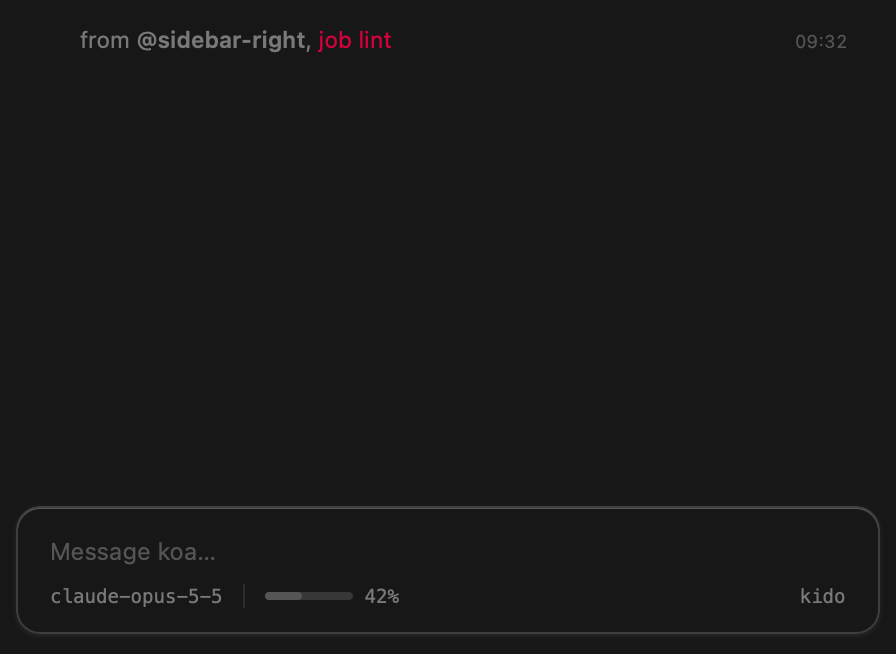 from @sidebar-right, job lint
09:32
Message koa...
claude-opus-5-5
42%
kido